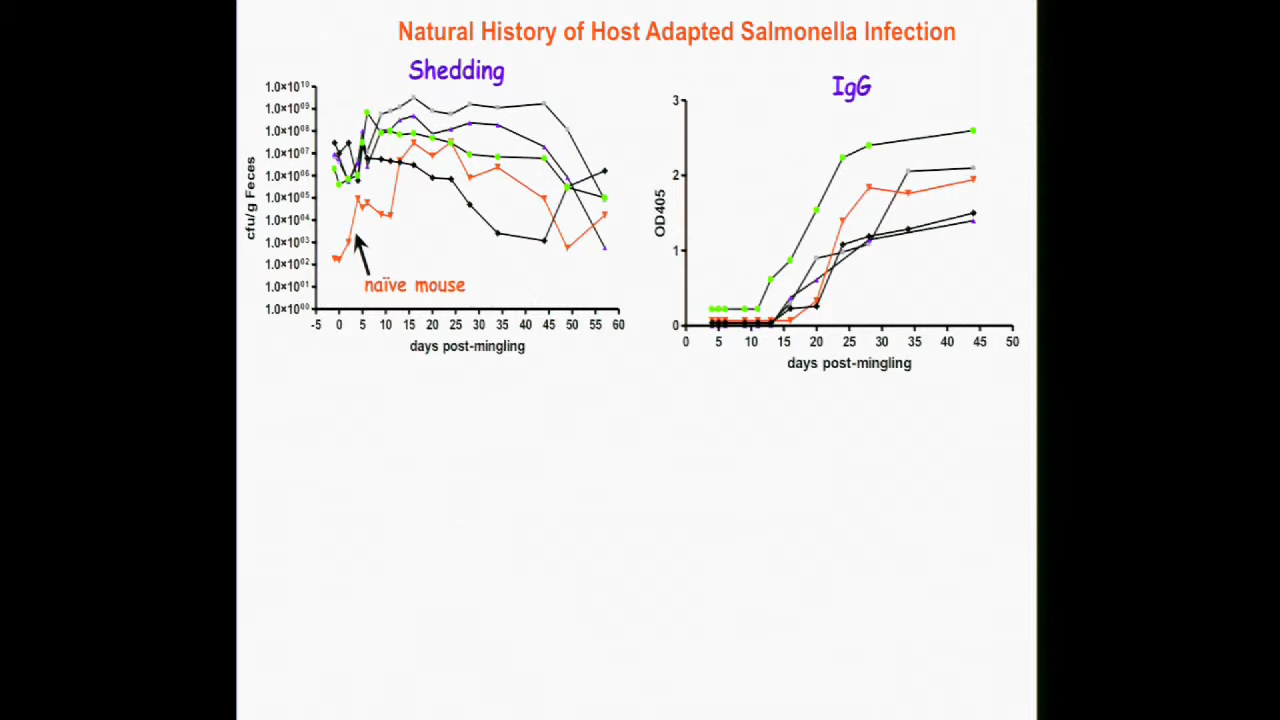 Natural History of Host Adapted Salmonella Infection
Shedding
1.0×10¹⁰
1.0×10⁰⁹
1.0×10⁰⁸
1.0×10⁰⁷
1.0×10⁰⁶
1.0×10⁰⁵
1.0×10⁰⁴
1.0×10⁰³
1.0×10⁰²
1.0×10⁰¹
1.0×10⁰⁰
cfu/g Feces
naïve mouse
-5 0 5 10 15 20 25 30 35 40 45 50 55 60
days post-mingling
IgG
3
2
1
0
OD405
0 5 10 15 20 25 30 35 40 45 50
days post-mingling